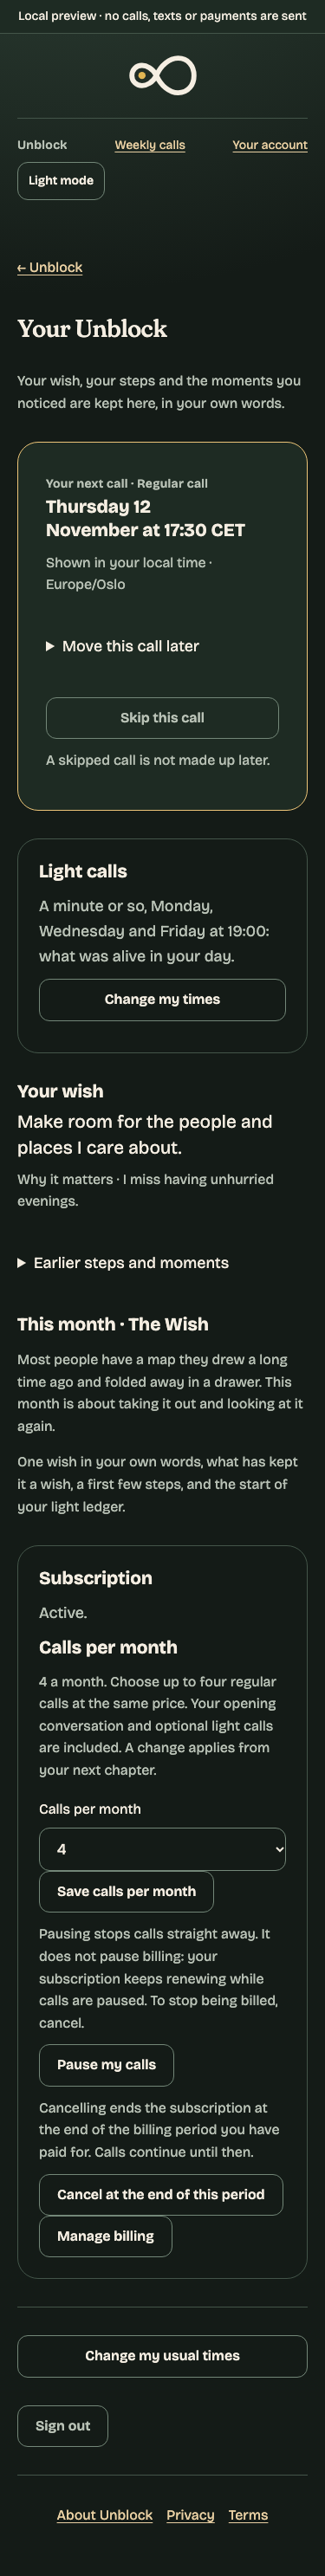 Local preview · no calls, texts or payments are sent
Unblock
Weekly calls
Your account
Light mode
← Unblock
Your Unblock
Your wish, your steps and the moments you
noticed are kept here, in your own words.
Your next call · Regular call
Thursday 12
November at 17:30 CET
Shown in your local time ·
Europe/Oslo
▶ Move this call later
Skip this call
A skipped call is not made up later.
Light calls
A minute or so, Monday,
Wednesday and Friday at 19:00:
what was alive in your day.
Change my times
Your wish
Make room for the people and
places I care about.
Why it matters · I miss having unhurried
evenings.
▶ Earlier steps and moments
This month · The Wish
Most people have a map they drew a long
time ago and folded away in a drawer. This
month is about taking it out and looking at it
again.
One wish in your own words, what has kept
it a wish, a first few steps, and the start of
your light ledger.
Subscription
Active.
Calls per month
4 a month. Choose up to four regular
calls at the same price. Your opening
conversation and optional light calls
are included. A change applies from
your next chapter.
Calls per month
4
Save calls per month
Pausing stops calls straight away. It
does not pause billing: your
subscription keeps renewing while
calls are paused. To stop being billed,
cancel.
Pause my calls
Cancelling ends the subscription at
the end of the billing period you have
paid for. Calls continue until then.
Cancel at the end of this period
Manage billing
Change my usual times
Sign out
About Unblock
Privacy
Terms